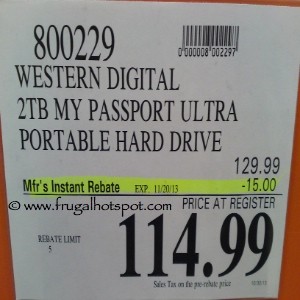 800229
0000008002297
WESTERN DIGITAL
2TB MY PASSPORT ULTRA
PORTABLE HARD DRIVE
129.99
Mfr's Instant Rebate EXP. 11/20/13 -15.00
© www.frugalhotspot.com PRICE AT REGISTER
REBATE LIMIT
5
114.99
Sales Tax on the pre-rebate price